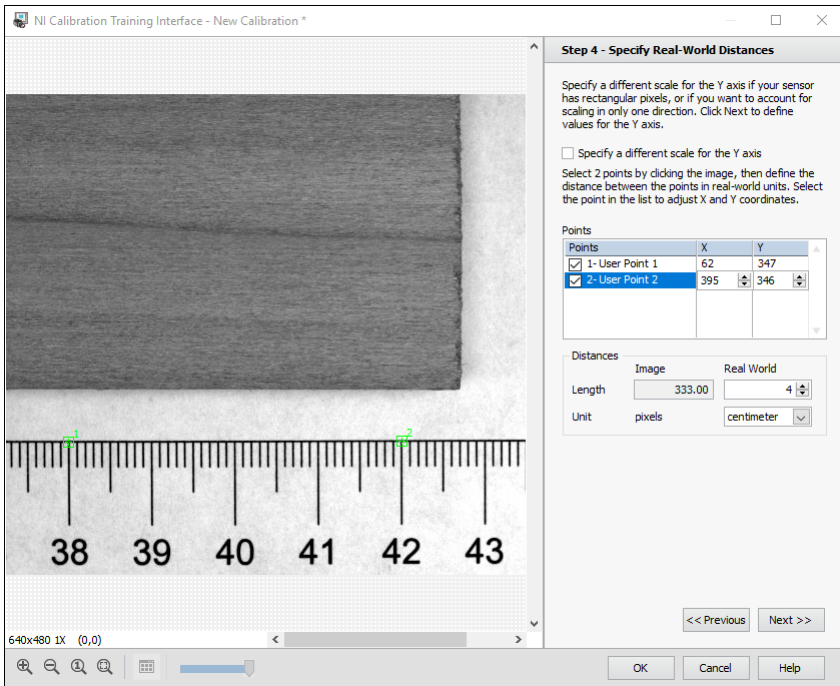 NI Calibration Training Interface - New Calibration *
Step 4 - Specify Real-World Distances
Specify a different scale for the Y axis if your sensor
has rectangular pixels, or if you want to account for
scaling in only one direction. Click Next to define
values for the Y axis.
Specify a different scale for the Y axis
Select 2 points by clicking the image, then define the
distance between the points in real-world units. Select
the point in the list to adjust X and Y coordinates.
Points
Points X Y
1- User Point 1 62 347
2- User Point 2 395 346
Distances
Image Real World
Length 333.00 4
Unit pixels centimeter
1 2
38 39 40 41 42 43
<< Previous Next >>
640x480 1X (0,0)
1
OK Cancel Help